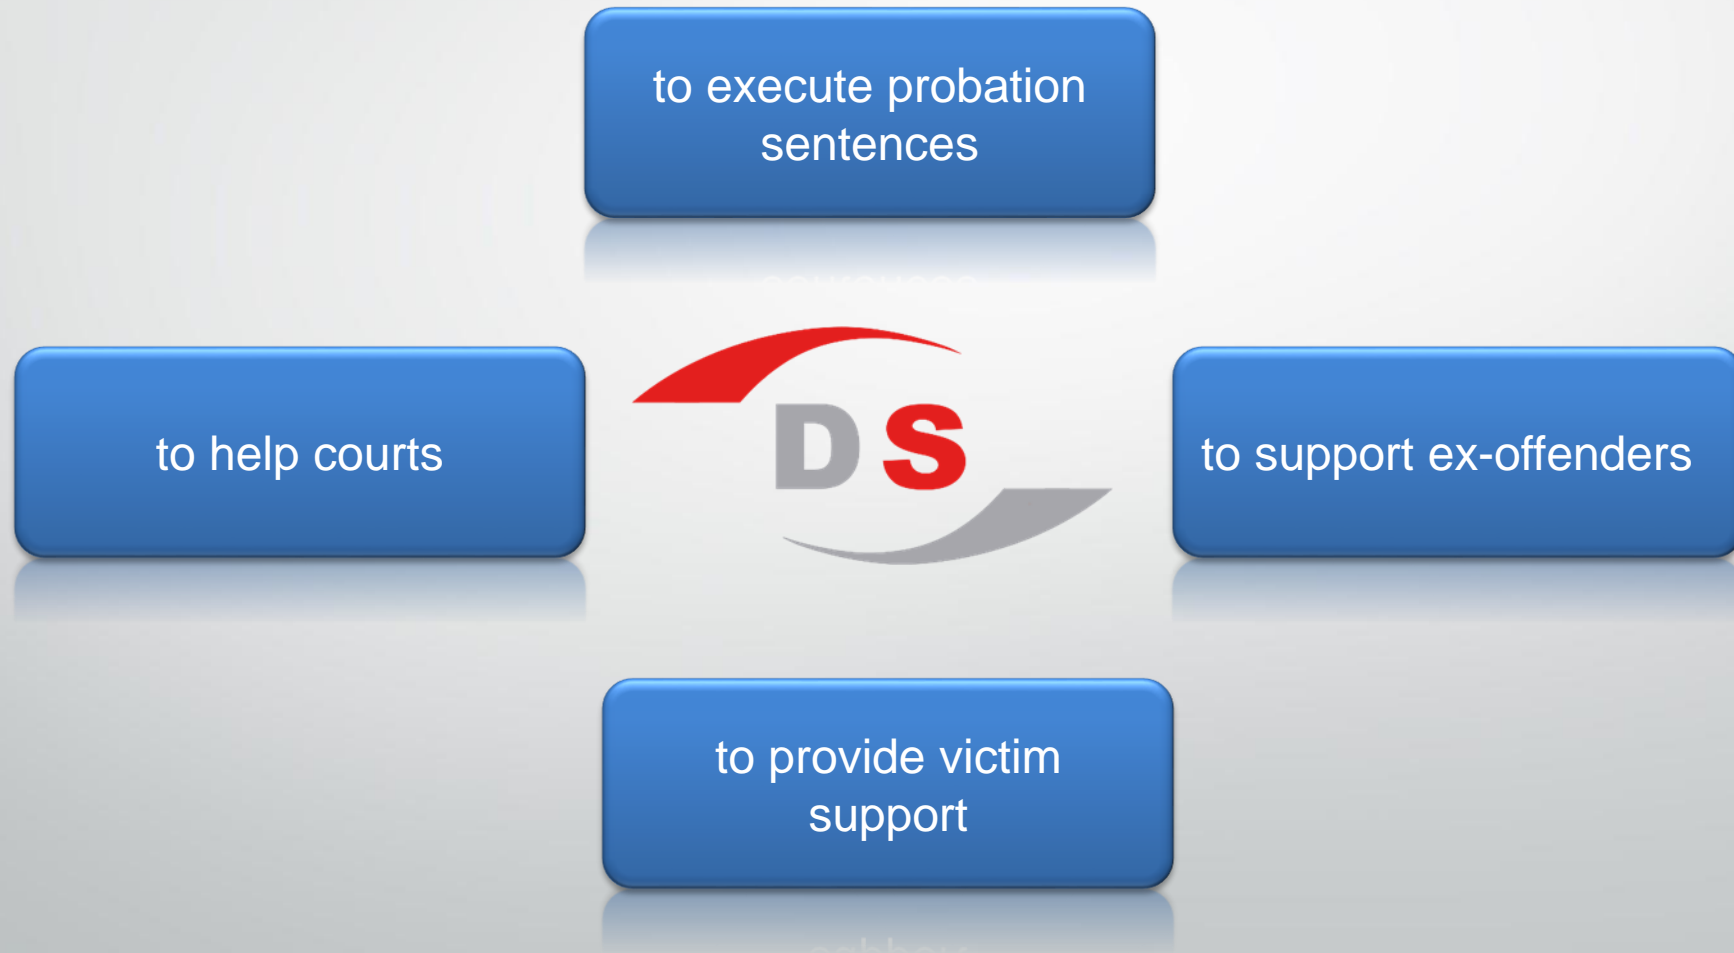 to execute probation
sentences
to help courts
DS
to support ex-offenders
to provide victim
support